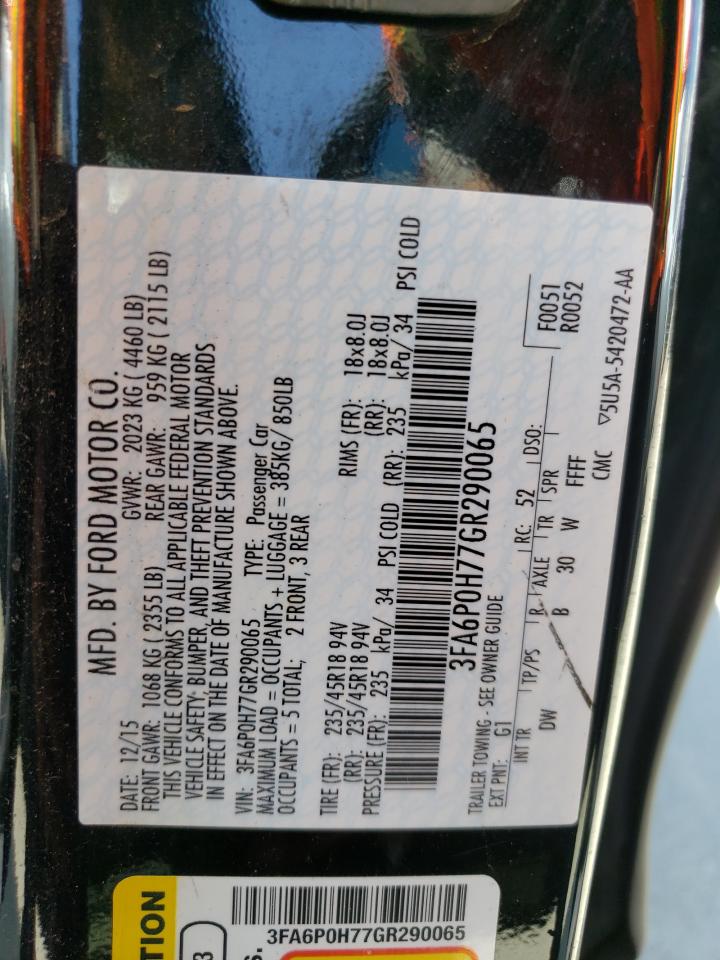 MFD. BY FORD MOTOR CO.
DATE: 12/15 GVWR: 2023 KG ( 4460 LB)
FRONT GAWR: 1068 KG ( 2355 LB) REAR GAWR: 959 KG ( 2115 LB)
THIS VEHICLE CONFORMS TO ALL APPLICABLE FEDERAL MOTOR
VEHICLE SAFETY, BUMPER, AND THEFT PREVENTION STANDARDS
IN EFFECT ON THE DATE OF MANUFACTURE SHOWN ABOVE.
VIN: 3FA6P0H77GR290065 TYPE: Passenger Car
MAXIMUM LOAD = OCCUPANTS + LUGGAGE = 385KG/ 850LB
OCCUPANTS = 5 TOTAL; 2 FRONT, 3 REAR
TIRE (FR): 235/45R18 94V RIMS (FR): 18x8.0J
(RR): 235/45R18 94V (RR): 18x8.0J
PRESSURE (FR): 235 kPa/ 34 PSI COLD (RR): 235 kPa/ 34 PSI COLD
3FA6P0H77GR290065
TRAILER TOWING - SEE OWNER GUIDE
EXT PNT: G1 RC: 52 DSO: F0051
R0052
INT TR TP/PS R AXLE TR SPR
DW B 30 W FFFF
CMC ▽5U5A-5420472-AA
TION
3
3FA6P0H77GR290065